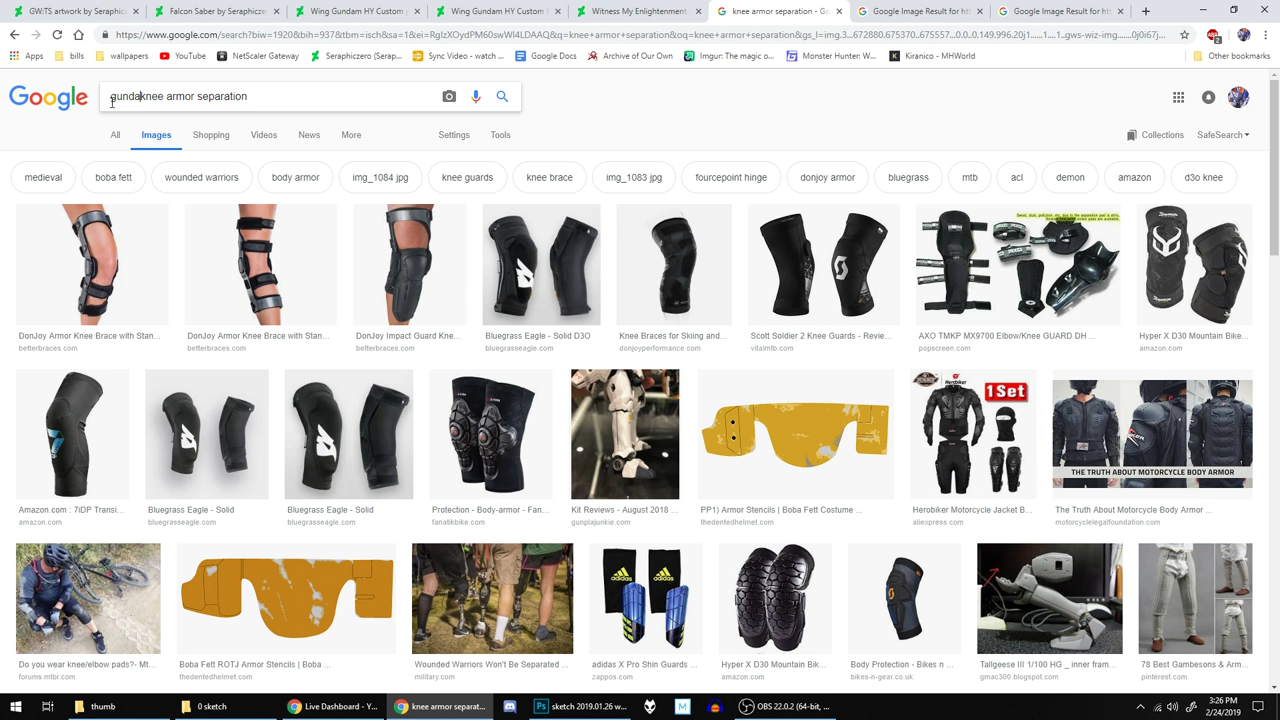 GW:TS artwork by Seraphicze
Falcon Saber by Seraphiczer
Wing Gundam HY Custom g
Wing Gundam HY Custom I
Witness My Enlightenment
knee armor separation - Go
Google Image Result for htt
Google Image Result for htt
https://www.google.com/search?biw=1920&bih=937&tbm=isch&sa=1&ei=
&q=knee+armor+separation&oq=knee+armor+separation&gs_l=img.3...672880.675370..675557...0.0..0.149.996.20j1......1....1..gws-wiz-img.......0j0i67j...
Apps
bills
wallpapers
YouTube
NetScaler Gateway
Seraphiczero (Seraphi...
Sync Video - watch ...
Google Docs
Archive of Our Own
Imgur: The magic o...
Monster Hunter: W...
Kiranico - MHWorld
Google
gundaknee armor separation
All
Images
Shopping
Videos
News
More
Settings
Tools
Collections
SafeSearch
medieval
boba fett
wounded warriors
body armor
img_1084 jpg
knee guards
knee brace
img_1083 jpg
fourcepoint hinge
donjoy armor
bluegrass
mtb
acl
demon
amazon
d3o knee
DonJoy Armor Knee Brace with Stan...
betterbraces.com
DonJoy Armor Knee Brace with Stan...
betterbraces.com
DonJoy Impact Guard Kne...
betterbraces.com
Bluegrass Eagle - Solid D3O
bluegrasseagle.com
Knee Braces for Skiing and...
donjoyperformance.com
Scott Soldier 2 Knee Guards - Revie...
vitalmtb.com
AXO TMKP MX9700 Elbow/Knee GUARD DH ...
popscreen.com
Hyper X D30 Mountain Bike...
amazon.com
1Set
THE TRUTH ABOUT MOTORCYCLE BODY ARMOR
Amazon.com : 7iDP Transi...
amazon.com
Bluegrass Eagle - Solid
bluegrasseagle.com
Bluegrass Eagle - Solid
bluegrasseagle.com
Protection - Body-armor - Fan...
fanatikbike.com
Kit Reviews - August 2018 ...
gunplajunkie.com
PP1) Armor Stencils | Boba Fett Costume ...
thedentedhelmet.com
Herobiker Motorcycle Jacket B...
aliexpress.com
The Truth About Motorcycle Body Armor ...
motorcyclelegalfoundation.com
adidas
Do you wear knee/elbow pads?- Mt...
forums.mtbr.com
Boba Fett ROTJ Armor Stencils | Boba ...
thedentedhelmet.com
Wounded Warriors Won't Be Separated ...
military.com
adidas X Pro Shin Guards ...
zappos.com
Hyper X D30 Mountain Bik...
amazon.com
Body Protection - Bikes n ...
bikes-n-gear.co.uk
Tallgeese III 1/100 HG _ inner fram...
gmac300.blogspot.com
78 Best Gambesons & Arm...
pinterest.com
thumb
0 sketch
Live Dashboard - Y...
knee armor separat...
sketch 2019.01.26 w...
OBS 22.0.2 (64-bit, ...
3:26 PM
2/24/2019